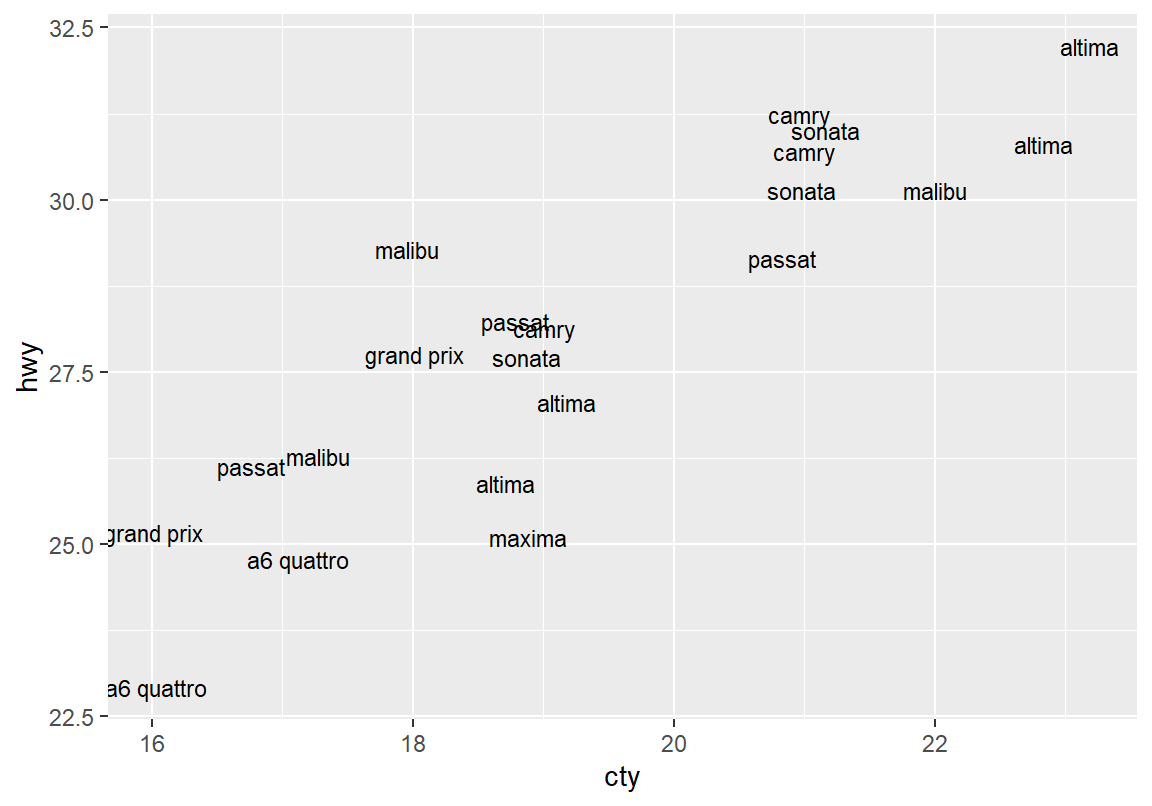 32.5
altima
camry
sonata
camry
altima
30.0
sonata
malibu
malibu
passat
passat
camry
grand prix
sonata
27.5
altima
passat
malibu
altima
25.0
grand prix
maxima
a6 quattro
a6 quattro
22.5
16
18
20
22
cty
hwy